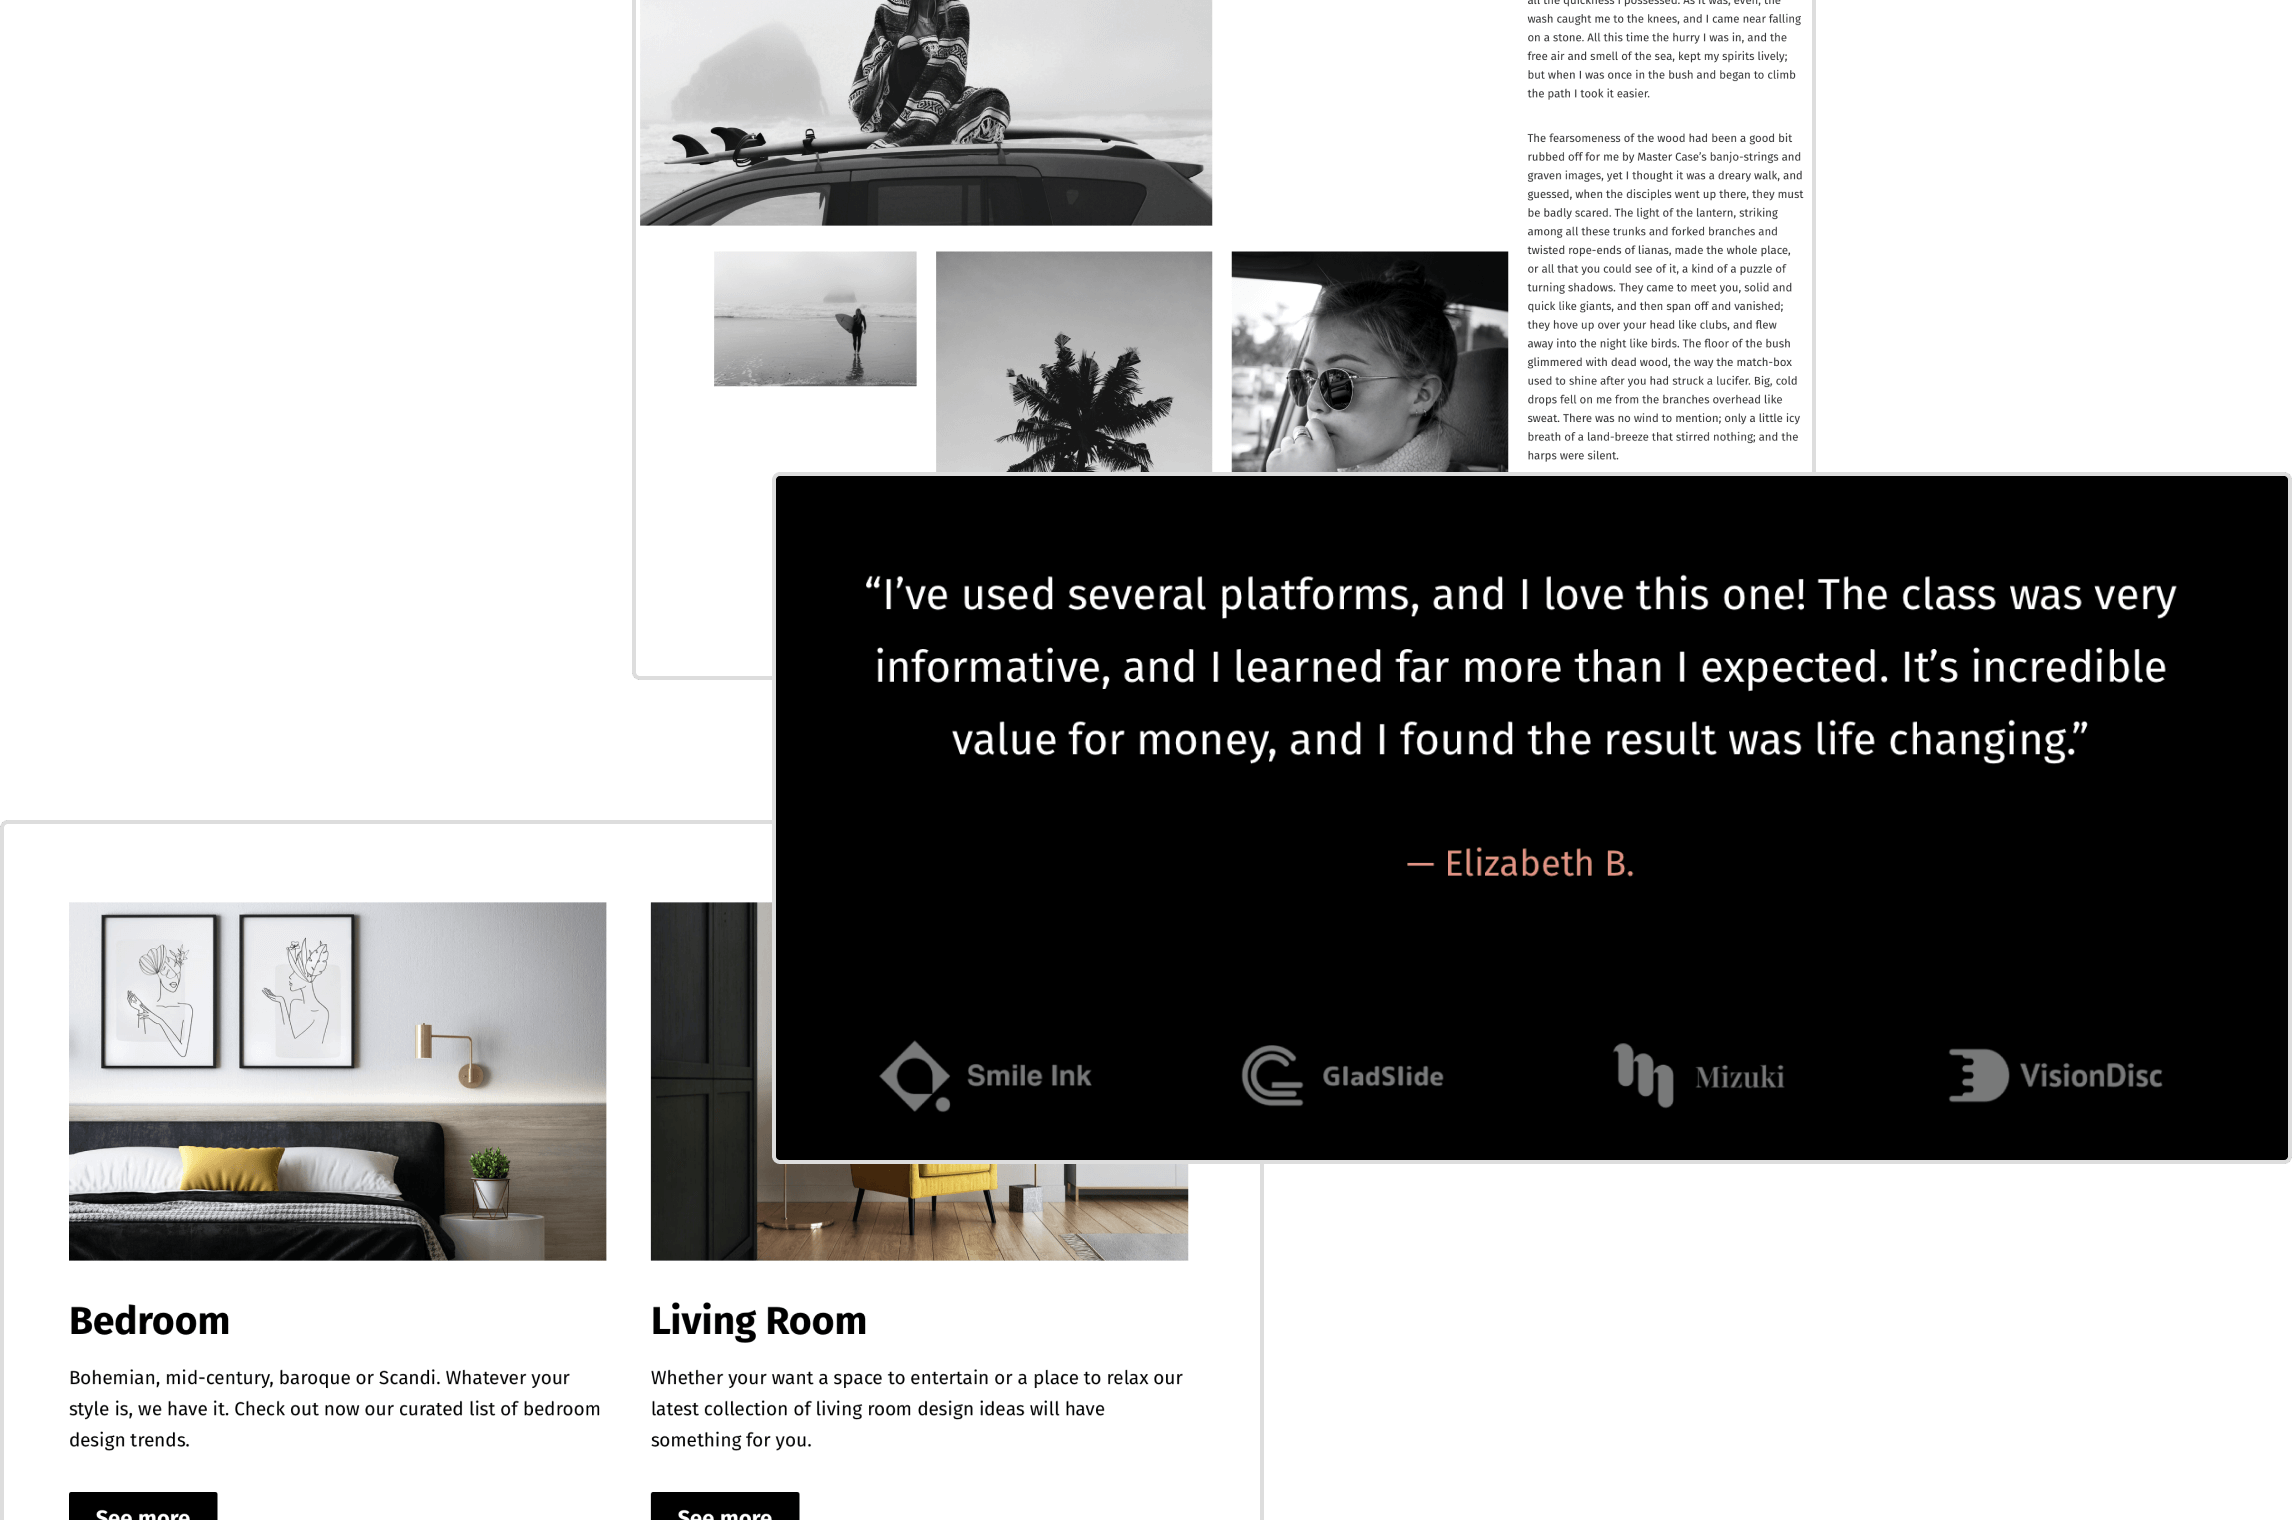 all the quickness I possessed. As it was, even, the
wash caught me to the knees, and I came near falling
on a stone. All this time the hurry I was in, and the
free air and smell of the sea, kept my spirits lively;
but when I was once in the bush and began to climb
the path I took it easier.
The fearsomeness of the wood had been a good bit
rubbed off for me by Master Case’s banjo-strings and
graven images, yet I thought it was a dreary walk, and
guessed, when the disciples went up there, they must
be badly scared. The light of the lantern, striking
among all these trunks and forked branches and
twisted rope-ends of lianas, made the whole place,
or all that you could see of it, a kind of a puzzle of
turning shadows. They came to meet you, solid and
quick like giants, and then span off and vanished;
they hove up over your head like clubs, and flew
away into the night like birds. The floor of the bush
glimmered with dead wood, the way the match-box
used to shine after you had struck a lucifer. Big, cold
drops fell on me from the branches overhead like
sweat. There was no wind to mention; only a little icy
breath of a land-breeze that stirred nothing; and the
harps were silent.
“I’ve used several platforms, and I love this one! The class was very
informative, and I learned far more than I expected. It’s incredible
value for money, and I found the result was life changing.”
— Elizabeth B.
Smile Ink
GladSlide
Mizuki
VisionDisc
Bedroom
Bohemian, mid-century, baroque or Scandi. Whatever your
style is, we have it. Check out now our curated list of bedroom
design trends.
See more
Living Room
Whether your want a space to entertain or a place to relax our
latest collection of living room design ideas will have
something for you.
See more